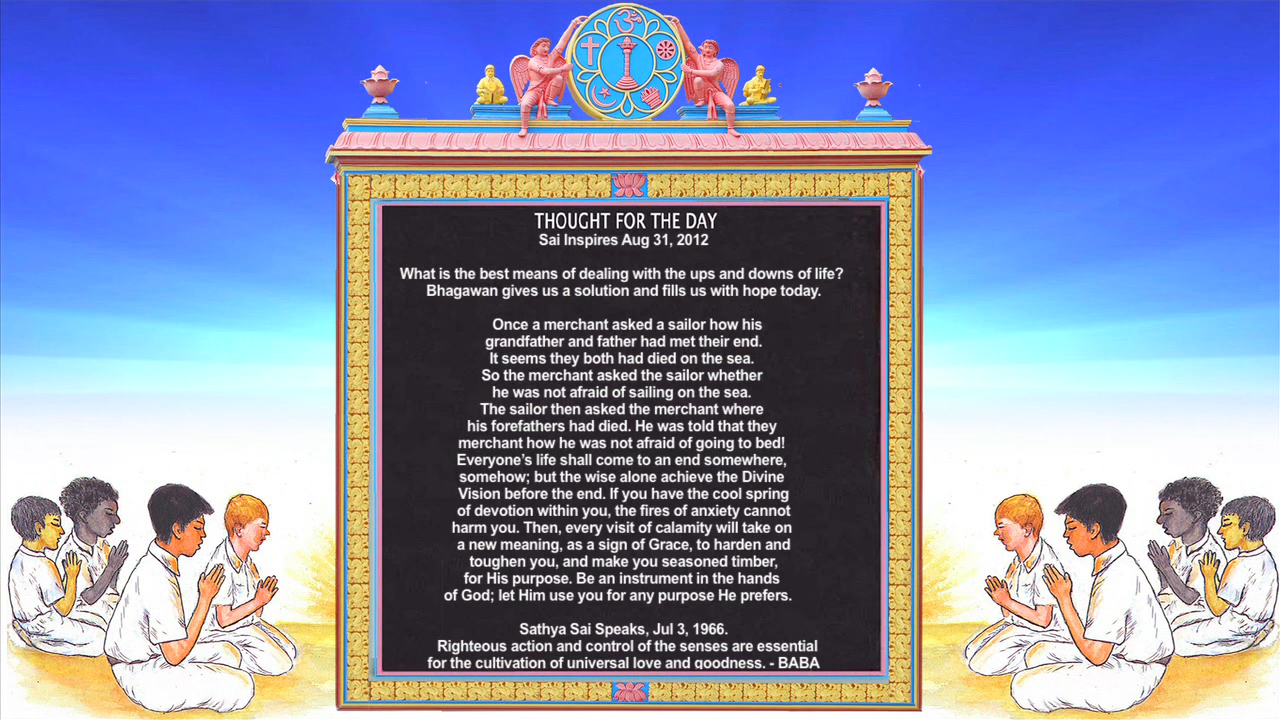 ॐ
THOUGHT FOR THE DAY
Sai Inspires Aug 31, 2012
What is the best means of dealing with the ups and downs of life?
Bhagawan gives us a solution and fills us with hope today.
Once a merchant asked a sailor how his
grandfather and father had met their end.
It seems they both had died on the sea.
So the merchant asked the sailor whether
he was not afraid of sailing on the sea.
The sailor then asked the merchant where
his forefathers had died. He was told that they
merchant how he was not afraid of going to bed!
Everyone's life shall come to an end somewhere,
somehow; but the wise alone achieve the Divine
Vision before the end. If you have the cool spring
of devotion within you, the fires of anxiety cannot
harm you. Then, every visit of calamity will take on
a new meaning, as a sign of Grace, to harden and
toughen you, and make you seasoned timber,
for His purpose. Be an instrument in the hands
of God; let Him use you for any purpose He prefers.
Sathya Sai Speaks, Jul 3, 1966.
Righteous action and control of the senses are essential
for the cultivation of universal love and goodness. - BABA